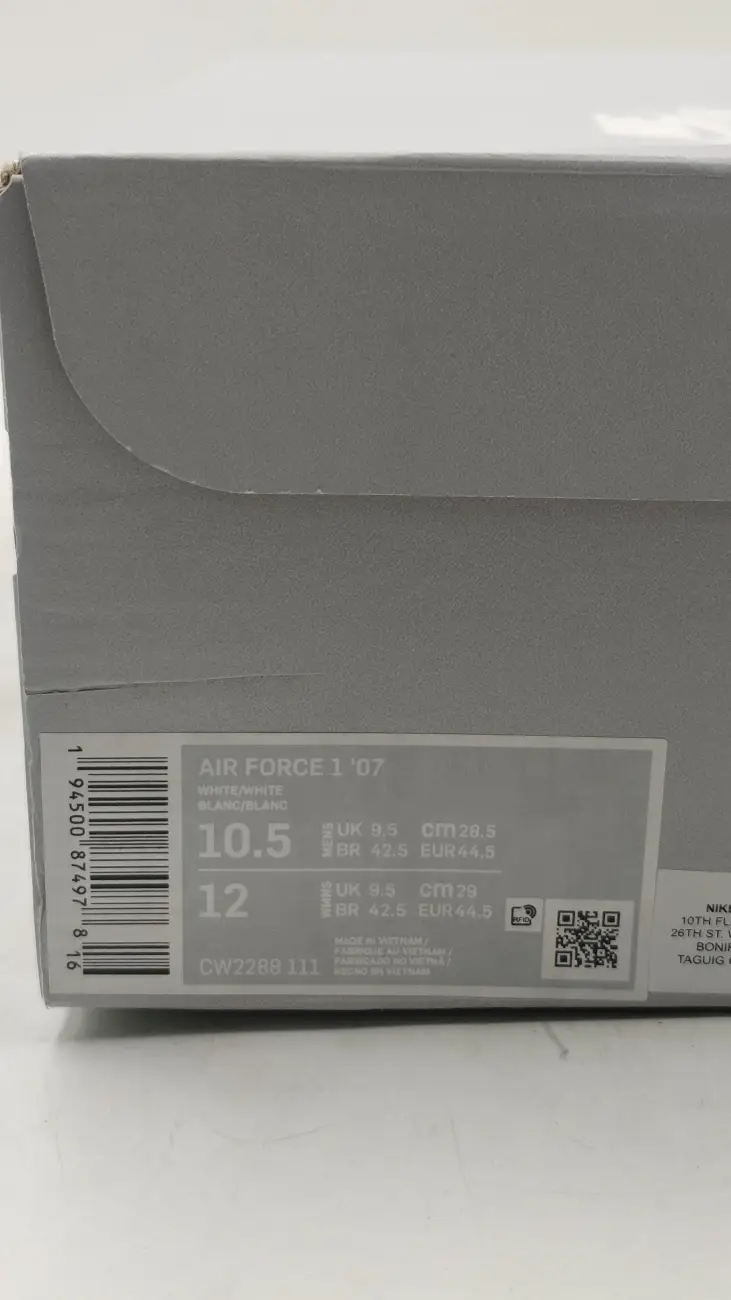 AIR FORCE 1 '07
WHITE/WHITE
BLANC/BLANC
10.5
MENS
UK 9.5 cm 28.5
BR 42.5 EUR 44.5
12
WMNS
UK 9.5 cm 29
BR 42.5 EUR 44.5
CW2288 111
MADE IN VIETNAM /
FABRIQUÉ AU VIETNAM /
FABRICADO NO VIETNÃ /
HECHO EN VIETNAM
RFID
1 94500 87497 8 16
10TH
26TH ST.
TAGUIG